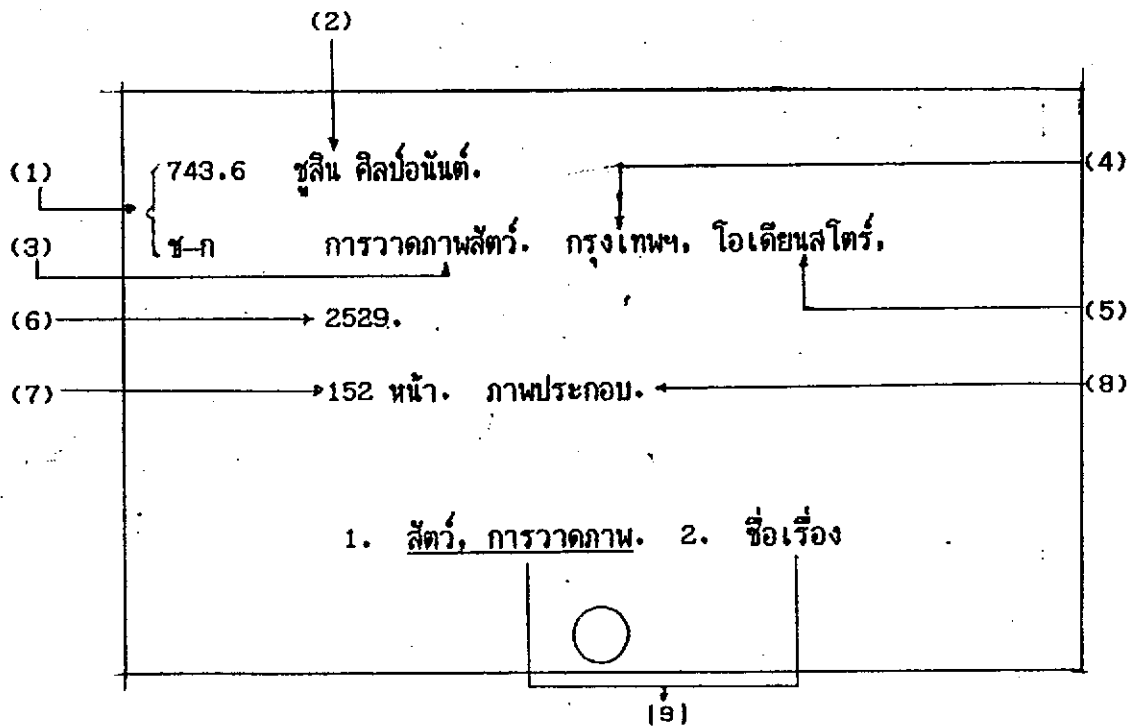 (2)
(1) 743.6 ชูสิน ศิลป์อนันต์. (4)
(3) ช-ก การวาดภาพสัตว์. กรุงเทพฯ, โอเดียนสโตร์,
(6) 2529. (5)
(7) 152 หน้า. ภาพประกอบ. (8)
1. สัตว์, การวาดภาพ. 2. ชื่อเรื่อง
(9)